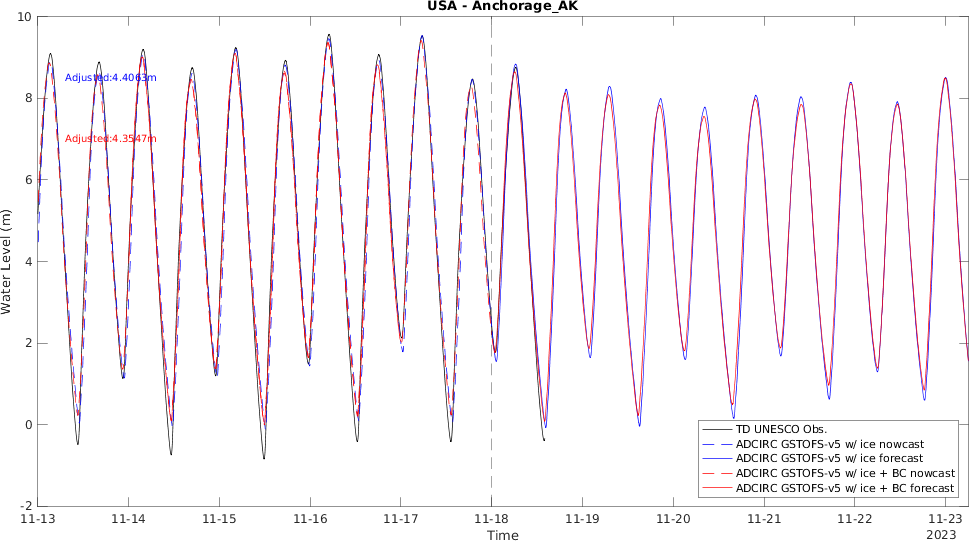 USA - Anchorage_AK
10
8
6
4
2
0
-2
Water Level (m)
Adjusted:4.4063m
Adjusted:4.3547m
TD UNESCO Obs.
ADCIRC GSTOFS-v5 w/ ice nowcast
ADCIRC GSTOFS-v5 w/ ice forecast
ADCIRC GSTOFS-v5 w/ ice + BC nowcast
ADCIRC GSTOFS-v5 w/ ice + BC forecast
11-13 11-14 11-15 11-16 11-17 11-18 11-19 11-20 11-21 11-22 11-23
Time
2023